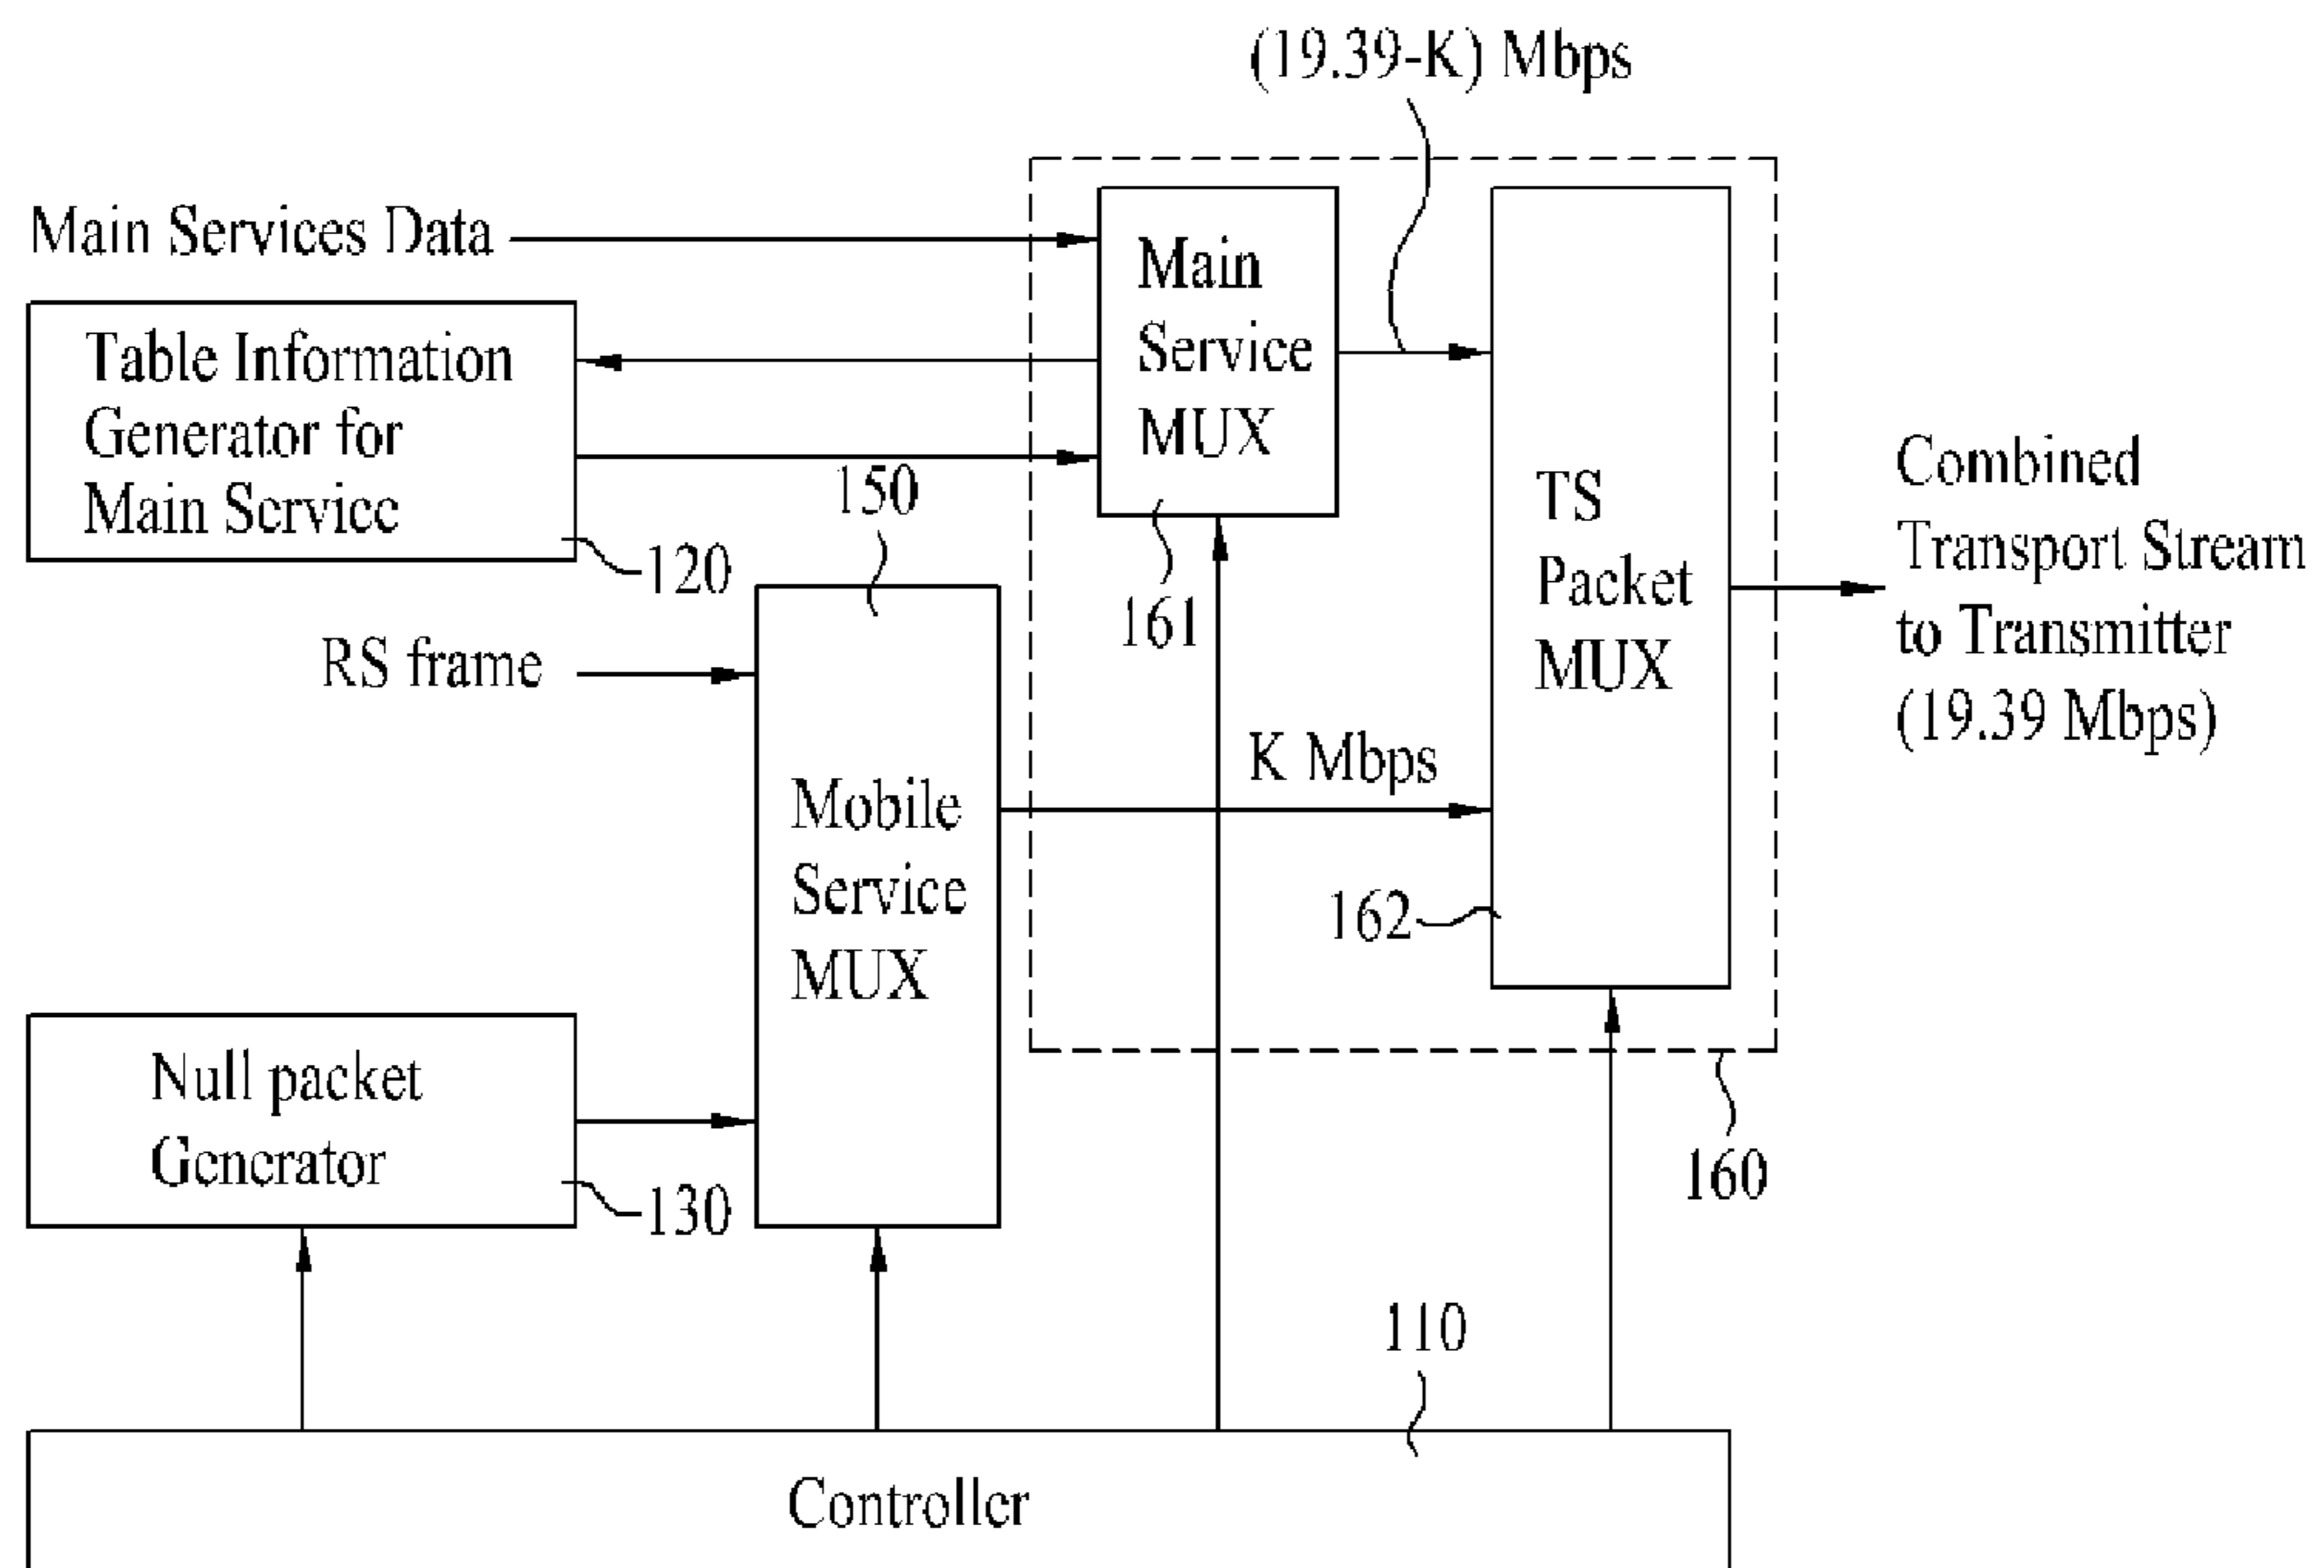 (19.39-K) Mbps
Main Services Data
Main
Service
MUX
Table Information
Generator for
Main Service
120
150
161
TS
Packet
MUX
Combined
Transport Stream
to Transmitter
(19.39 Mbps)
RS frame
K Mbps
Mobile
Service
MUX
162
Null packet
Generator
130
160
110
Controller